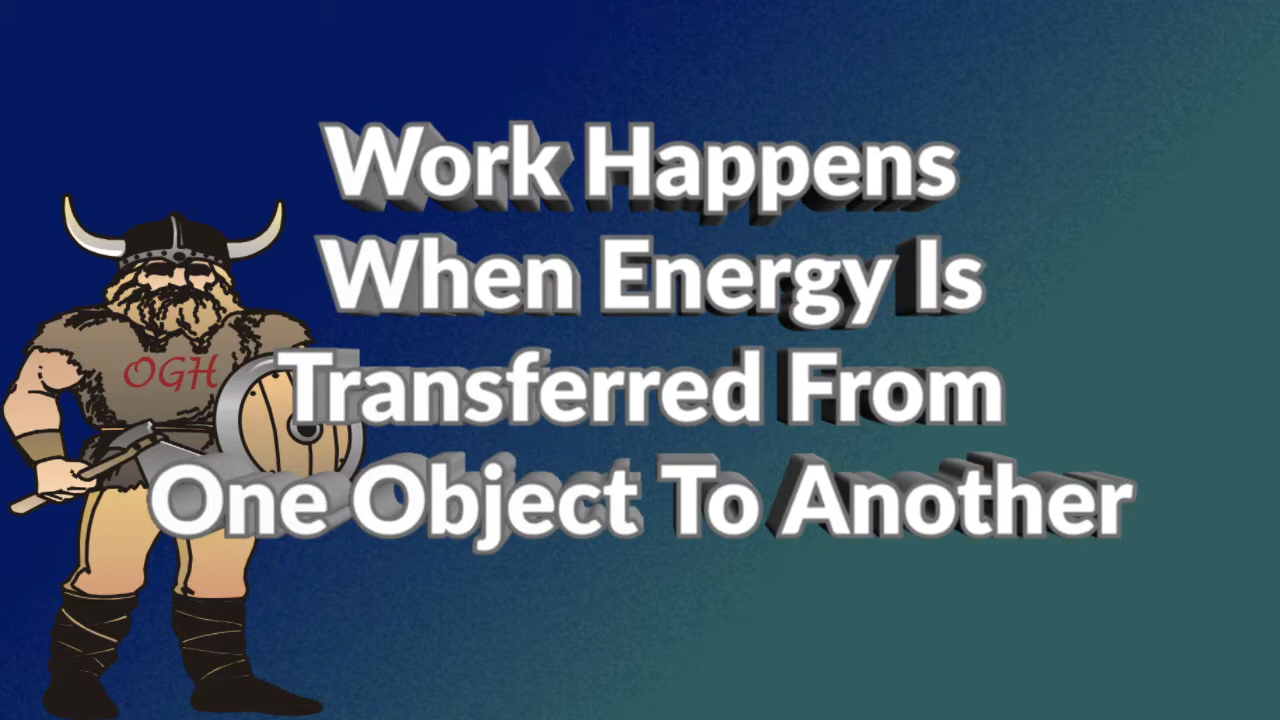 Work Happens
When Energy Is
OGH
Transferred From
One Object To Another